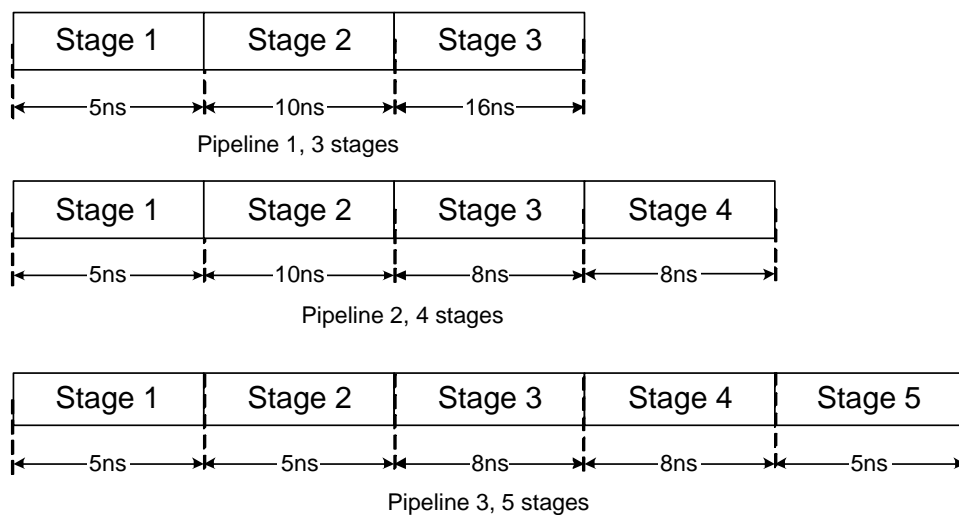 Stage 1 Stage 2 Stage 3
5ns 10ns 16ns
Pipeline 1, 3 stages
Stage 1 Stage 2 Stage 3 Stage 4
5ns 10ns 8ns 8ns
Pipeline 2, 4 stages
Stage 1 Stage 2 Stage 3 Stage 4 Stage 5
5ns 5ns 8ns 8ns 5ns
Pipeline 3, 5 stages